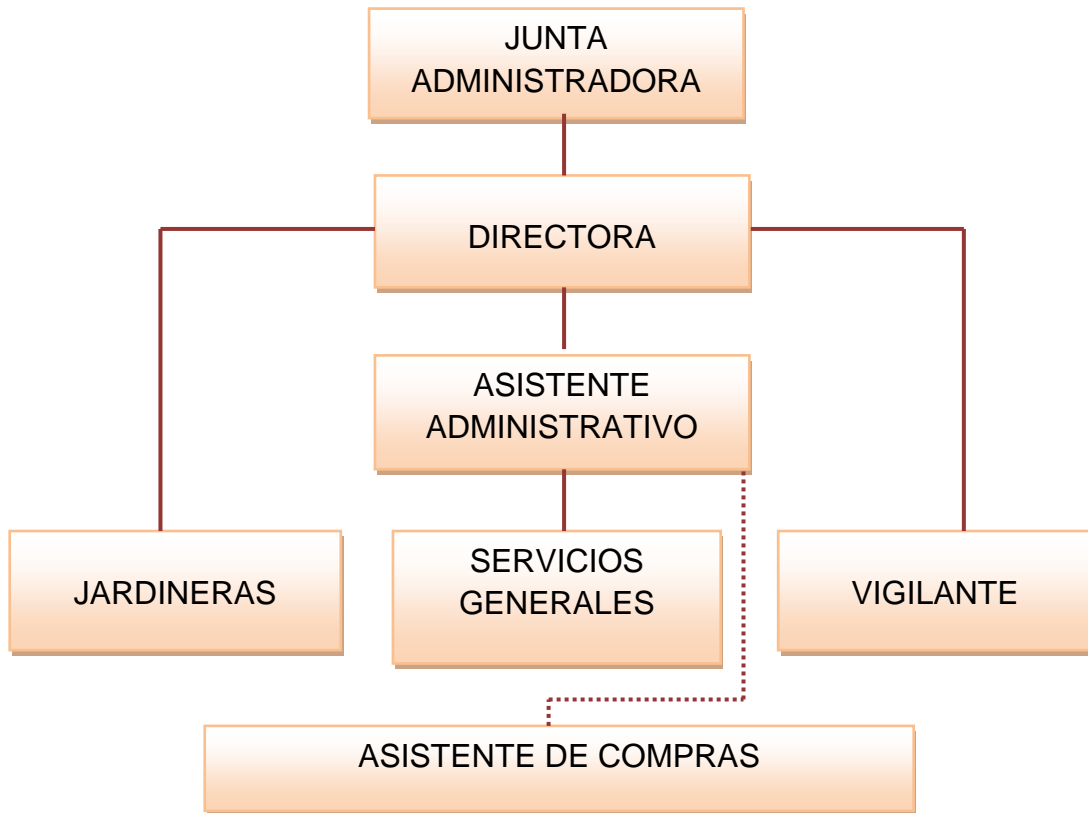 JUNTA
ADMINISTRADORA
DIRECTORA
ASISTENTE
ADMINISTRATIVO
JARDINERAS
SERVICIOS
GENERALES
VIGILANTE
ASISTENTE DE COMPRAS